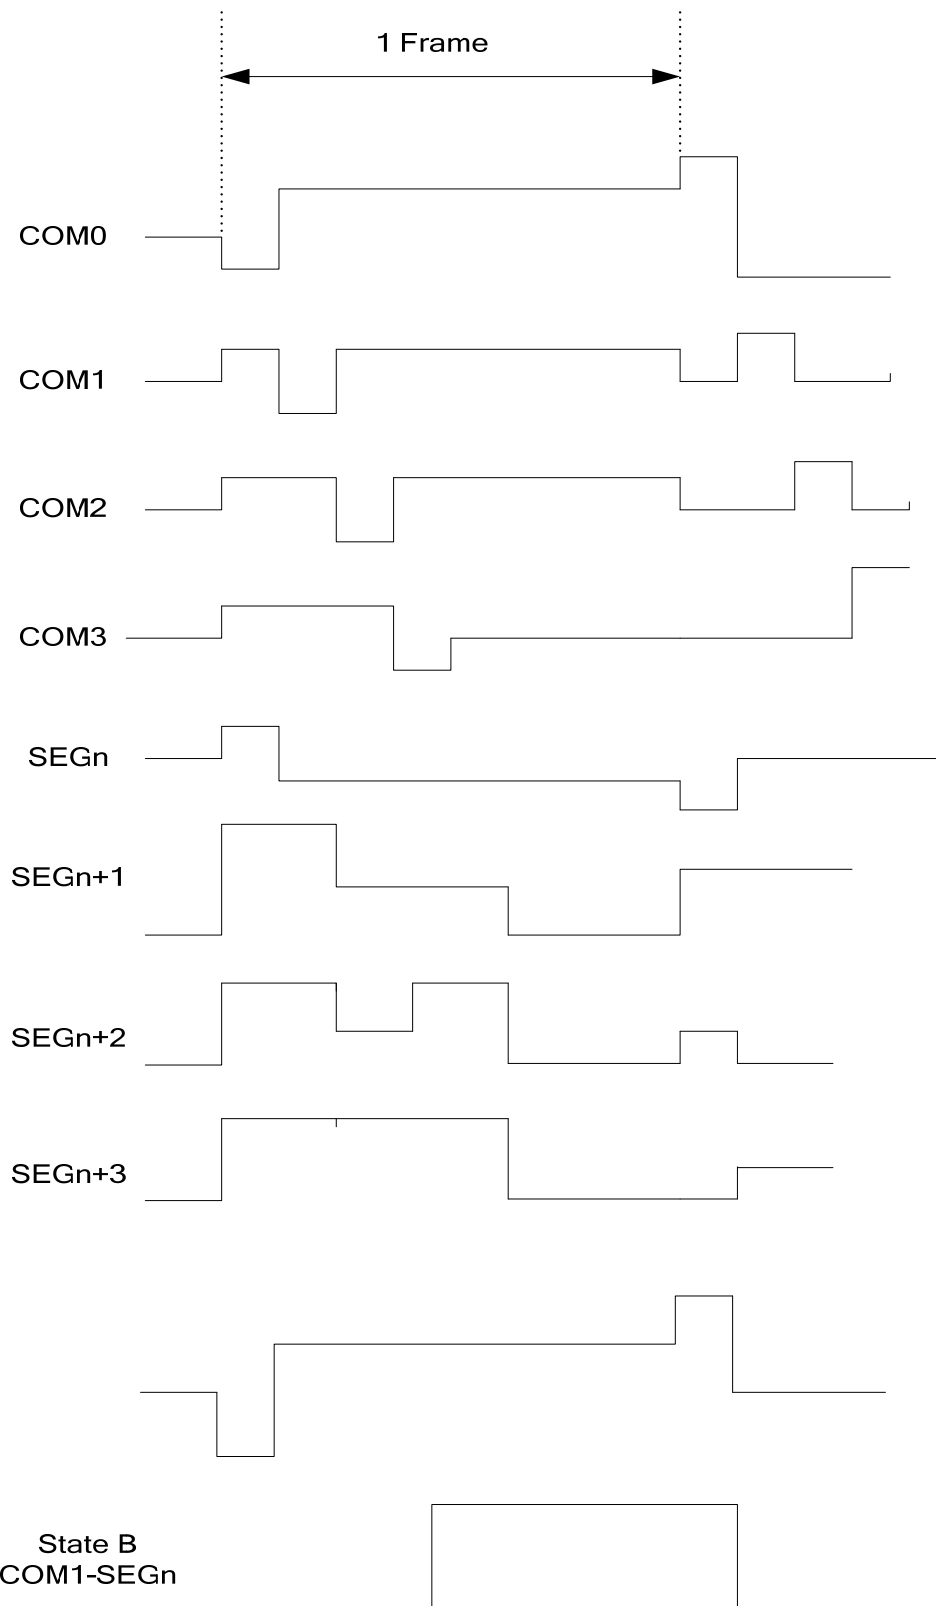 1 Frame
COM0
COM1
COM2
COM3
SEGn
SEGn+1
SEGn+2
SEGn+3
State B
COM1-SEGn